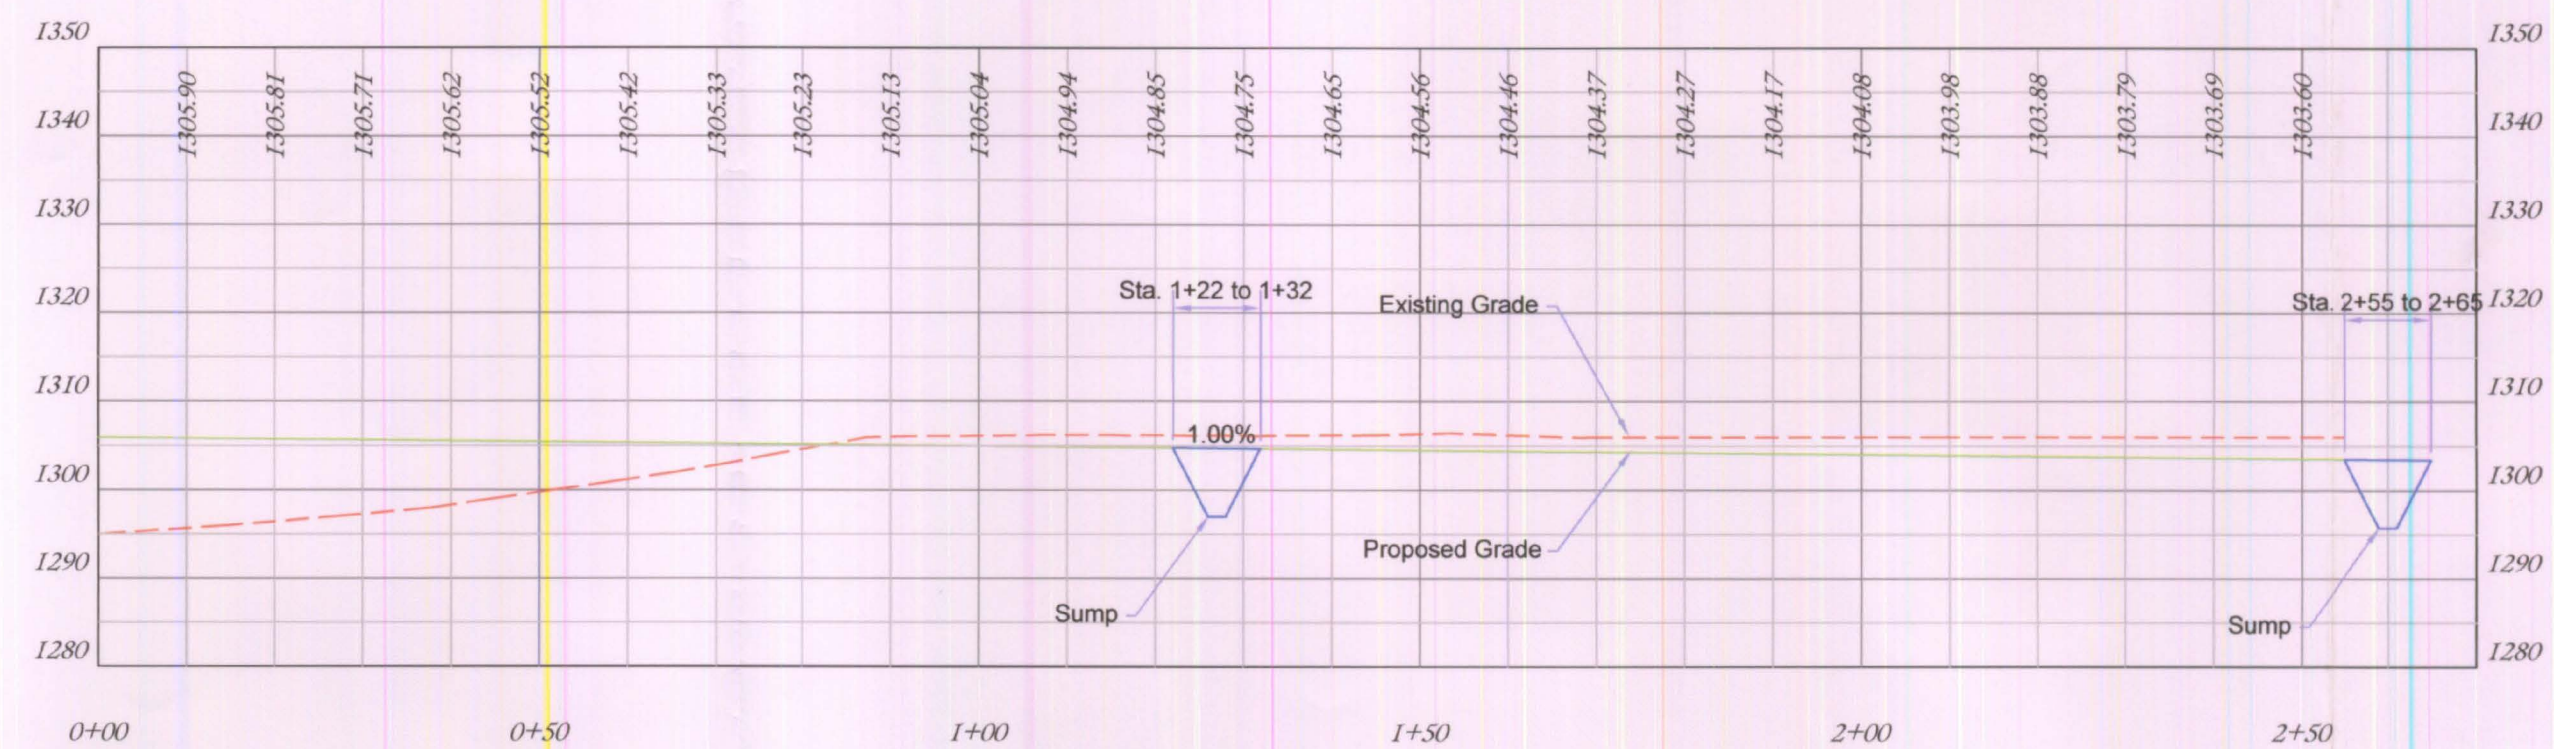 1350 1350
1305.90 1305.81 1305.71 1305.62 1305.52 1305.42 1305.33 1305.23 1305.13 1305.04 1304.94 1304.85 1304.75 1304.65 1304.56 1304.46 1304.37 1304.27 1304.17 1304.08 1303.98 1303.88 1303.79 1303.69 1303.60
1340 1340
1330 1330
Sta. 1+22 to 1+32
1320 Existing Grade Sta. 2+55 to 2+65 1320
1310 1310
1.00%
1300 1300
Proposed Grade
1290 1290
Sump Sump
1280 1280
0+00 0+50 1+00 1+50 2+00 2+50